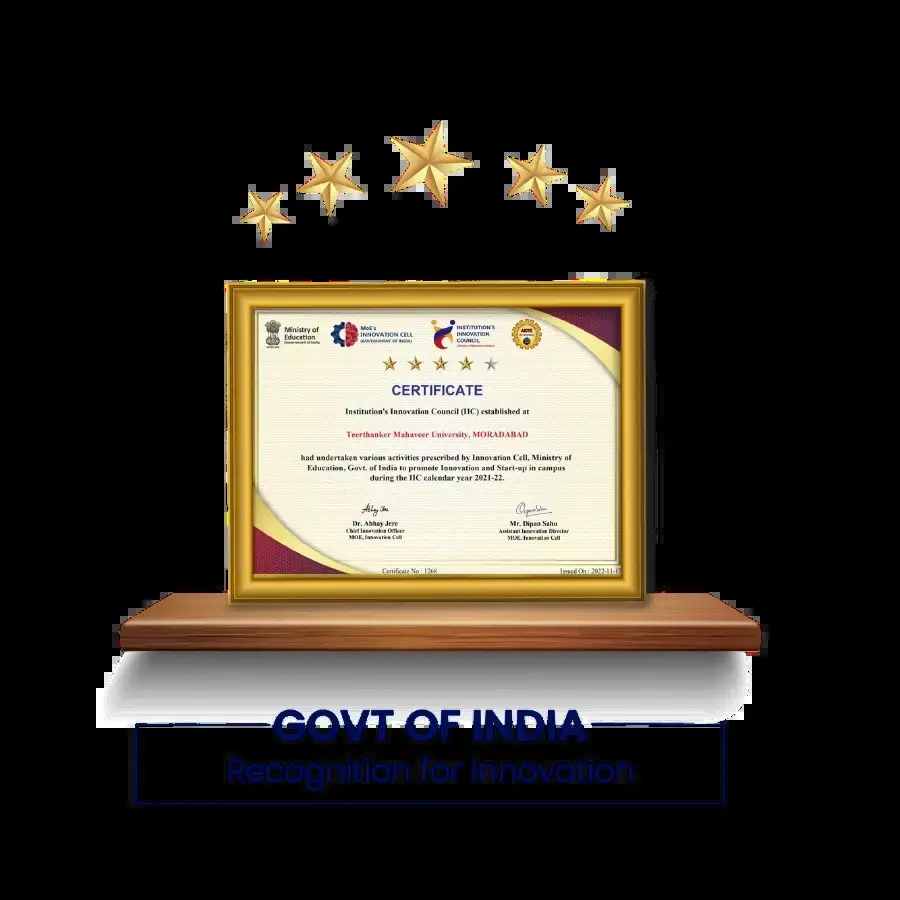 Ministry of
Education
Government of India
MoE's
INNOVATION CELL
(GOVERNMENT OF INDIA)
INSTITUTION'S
INNOVATION
COUNCIL
AICTE
CERTIFICATE
Institution's Innovation Council (IIC) established at
Teerthanker Mahaveer University, MORADABAD
had undertaken various activities prescribed by Innovation Cell, Ministry of
Education, Govt. of India to promote Innovation and Start-up in campus
during the IIC calendar year 2021-22.
Dr. Abhay Jere
Chief Innovation Officer
MOE, Innovation Cell
Mr. Dipan Sahu
Assistant Innovation Director
MOE, Innovation Cell
Certificate No : 1268
Issued On : 2022-11-17
GOVT OF INDIA
Recognition for Innovation